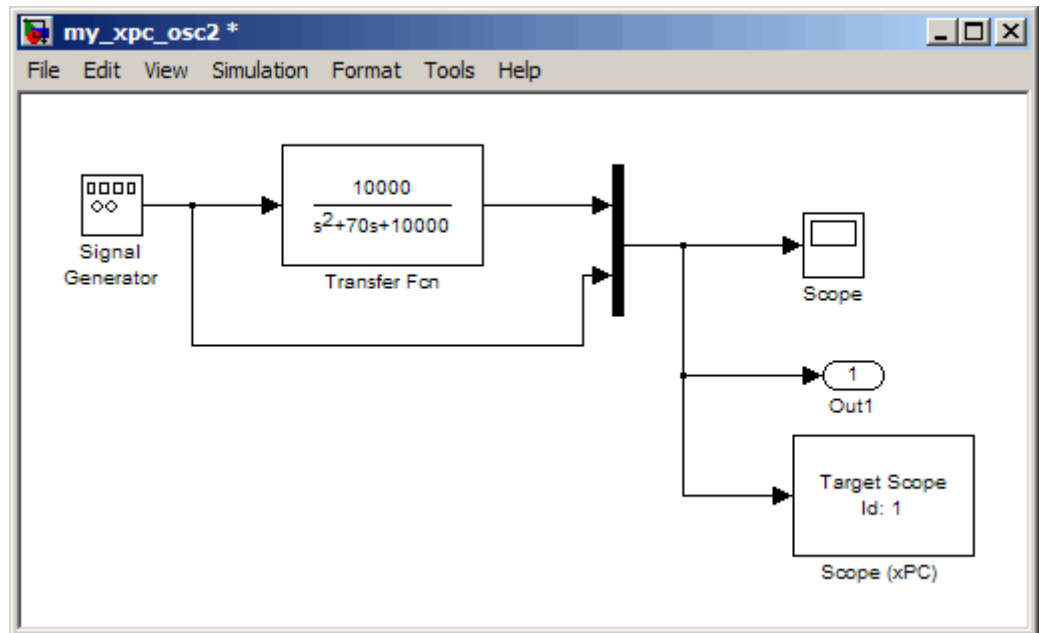 my_xpc_osc2 *
File Edit View Simulation Format Tools Help
Signal
Generator
10000
s2+70s+10000
Transfer Fcn
Scope
1
Out1
Target Scope
Id: 1
Scope (xPC)